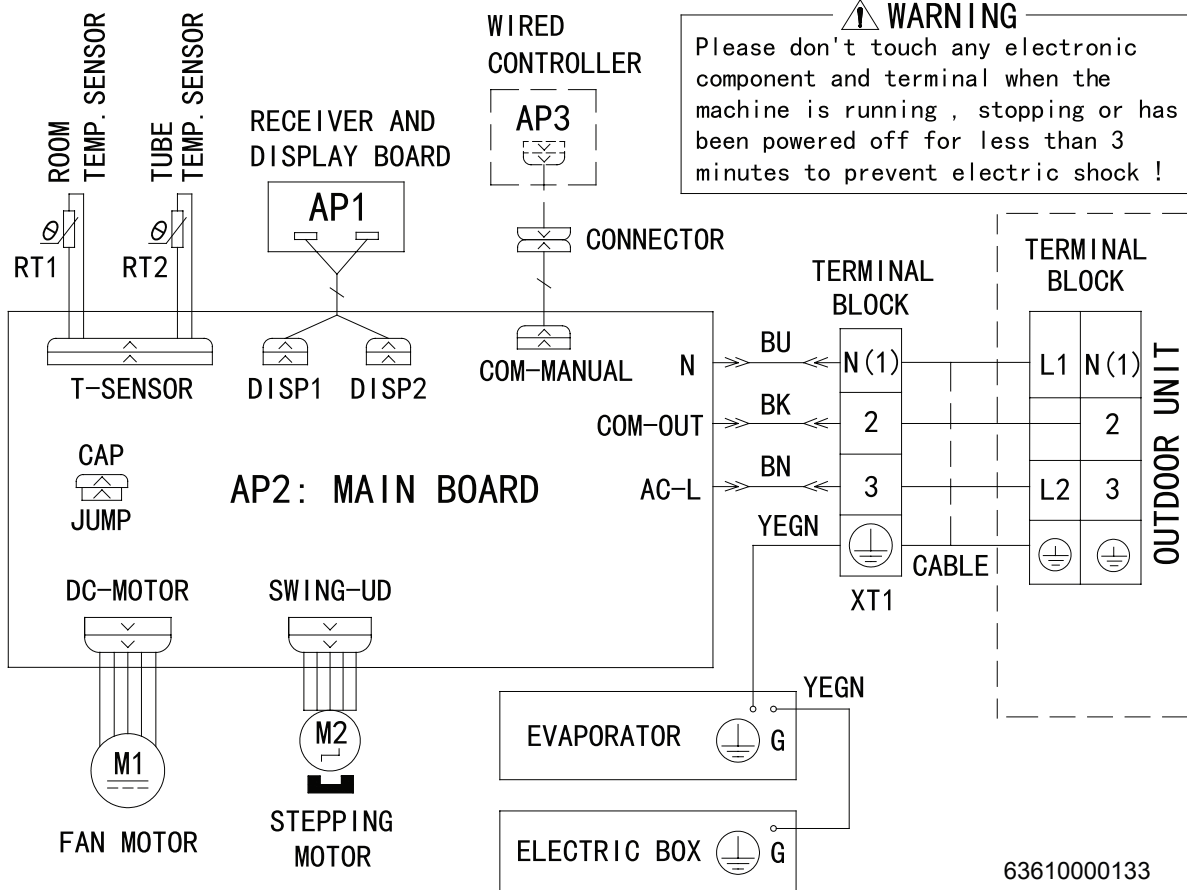 ROOM
TEMP. SENSOR
TUBE
TEMP. SENSOR
RT1
RT2
RECEIVER AND
DISPLAY BOARD
AP1
WIRED
CONTROLLER
AP3
CONNECTOR
WARNING
Please don't touch any electronic
component and terminal when the
machine is running , stopping or has
been powered off for less than 3
minutes to prevent electric shock !
T-SENSOR
DISP1
DISP2
COM-MANUAL
N
COM-OUT
AC-L
CAP
JUMP
AP2: MAIN BOARD
DC-MOTOR
SWING-UD
BU
BK
BN
YEGN
TERMINAL
BLOCK
N(1)
2
3
XT1
CABLE
TERMINAL
BLOCK
L1 N(1)
2
L2 3
OUTDOOR UNIT
M1
FAN MOTOR
M2
STEPPING
MOTOR
YEGN
EVAPORATOR G
ELECTRIC BOX G
63610000133